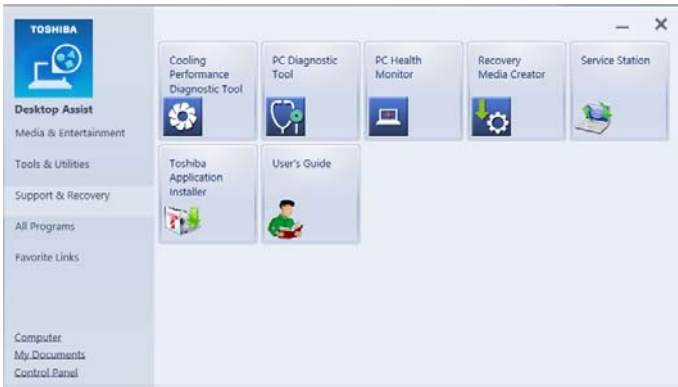 TOSHIBA
Desktop Assist
Media & Entertainment
Tools & Utilities
Support & Recovery
All Programs
Favorite Links
Computer
My Documents
Control Panel
Cooling
Performance
Diagnostic Tool
PC Diagnostic
Tool
PC Health
Monitor
Recovery
Media Creator
Service Station
Toshiba
Application
Installer
User's Guide